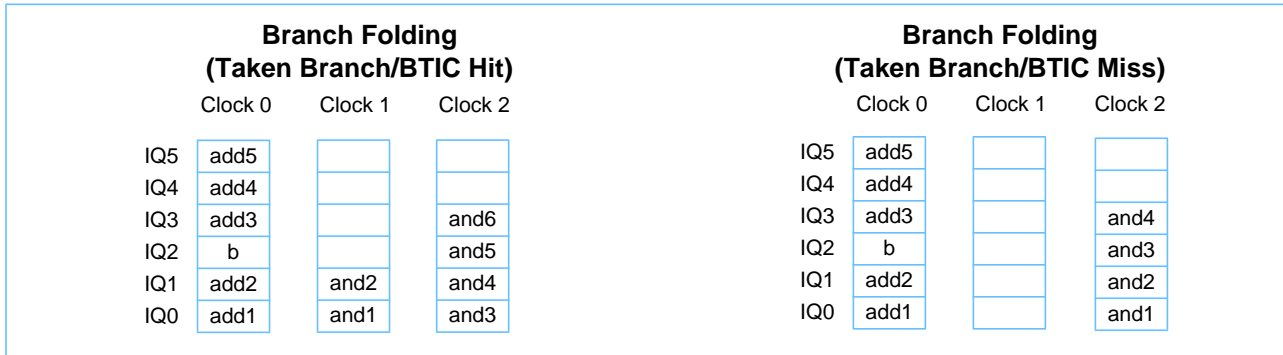 Branch Folding
(Taken Branch/BTIC Hit)
Clock 0 Clock 1 Clock 2
IQ5 add5
IQ4 add4
IQ3 add3 and6
IQ2 b and5
IQ1 add2 and2 and4
IQ0 add1 and1 and3
Branch Folding
(Taken Branch/BTIC Miss)
Clock 0 Clock 1 Clock 2
IQ5 add5
IQ4 add4
IQ3 add3 and4
IQ2 b and3
IQ1 add2 and2
IQ0 add1 and1